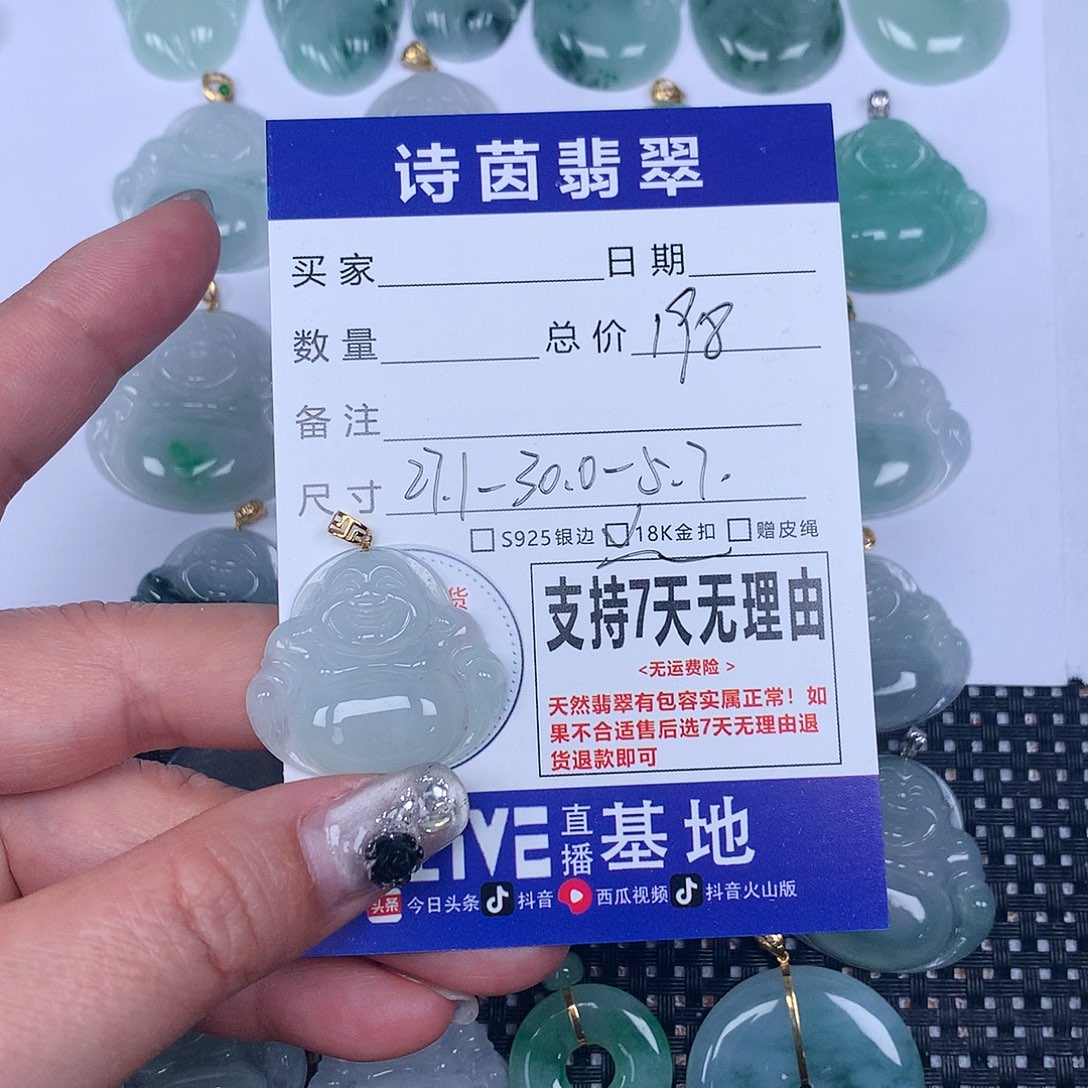 诗茵翡翠
买家 日期
数量 总价 198
备注
尺寸 27.1-30.0-5.7.
S925银边 18K金扣 赠皮绳
货
支持7天无理由
<无运费险>
天然翡翠有包容实属正常！如
果不合适售后选7天无理由退
货退款即可
LIVE 直播 基地
头条 今日头条 抖音 西瓜视频 抖音火山版